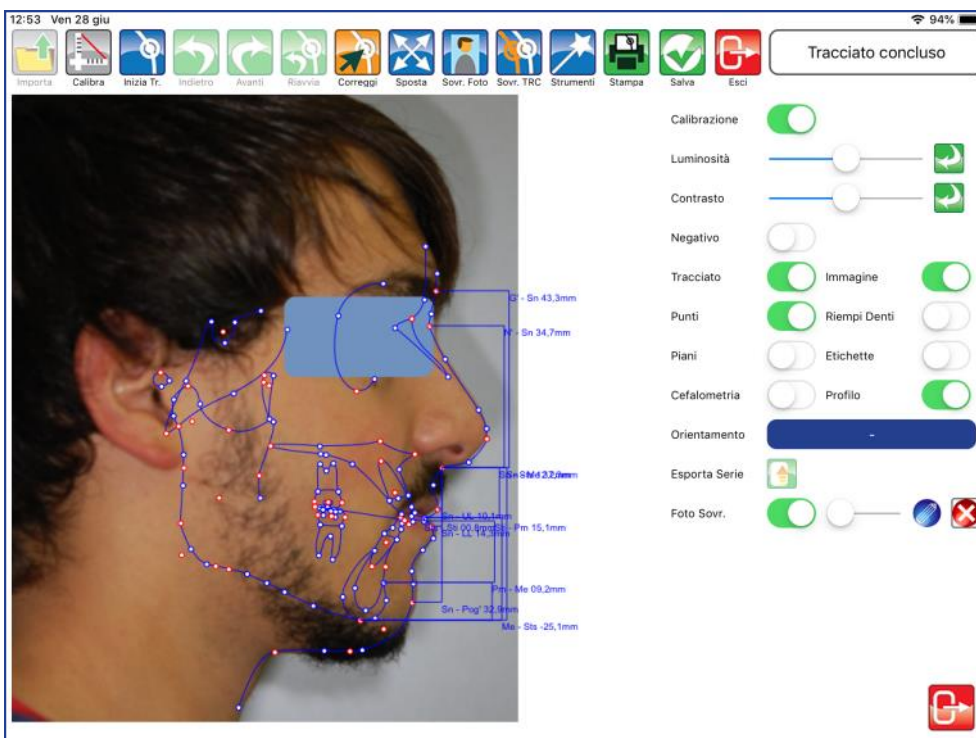 12:53 Ven 28 giu 94%
Importa Calibra Inizia Tr. Indietro Avanti Riavvia Correggi Sposta Sovr. Foto Sovr. TRC Strumenti Stampa Salva Esci
Tracciato concluso
Calibrazione
Luminosità
Contrasto
Negativo
Tracciato Immagine
Punti Riempi Denti
Piani Etichette
Cefalometria Profilo
Orientamento -
Esporta Serie
Foto Sovr.
G' - Sn 43,3mm
N' - Sn 34,7mm
Sn - UL 10,1mm
Sti 00,8mm
Pm 15,1mm
Sn - LL 14,3mm
Pm - Me 09,2mm
Sn - Pog' 32,9mm
Me - Sts -25,1mm